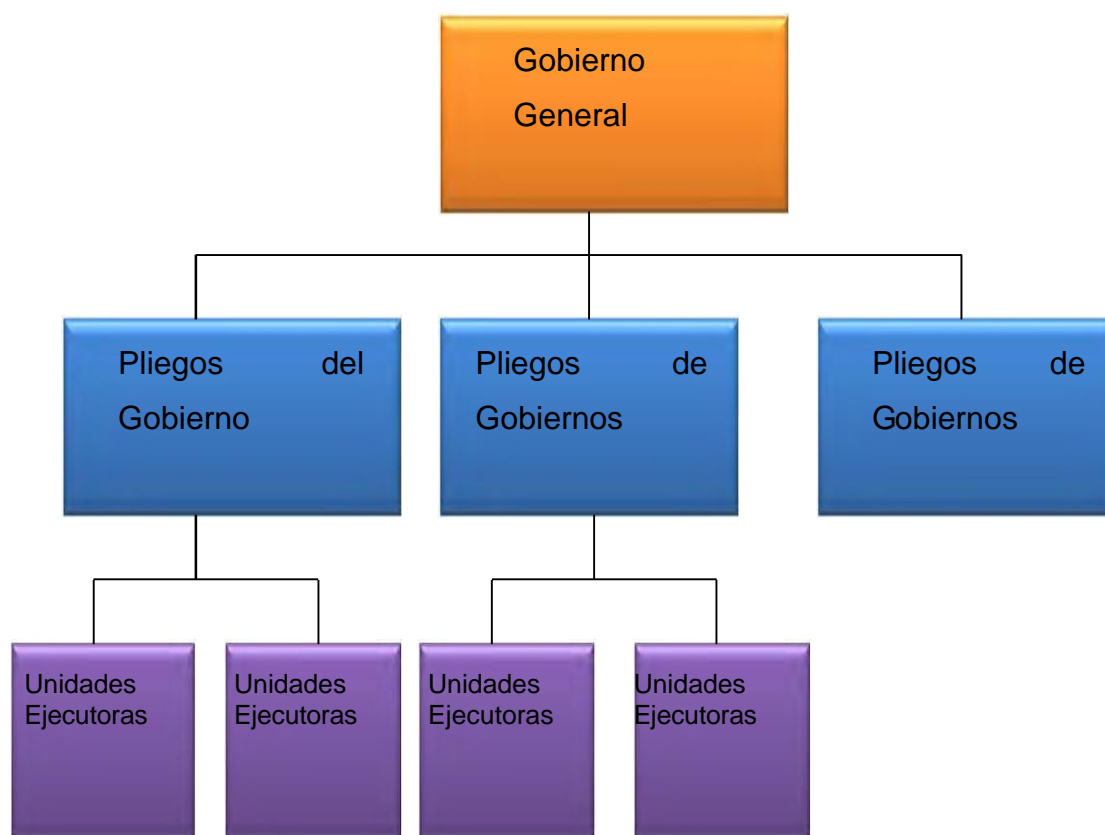 Gobierno
General
Pliegos del
Gobierno
Pliegos de
Gobiernos
Pliegos de
Gobiernos
Unidades
Ejecutoras
Unidades
Ejecutoras
Unidades
Ejecutoras
Unidades
Ejecutoras